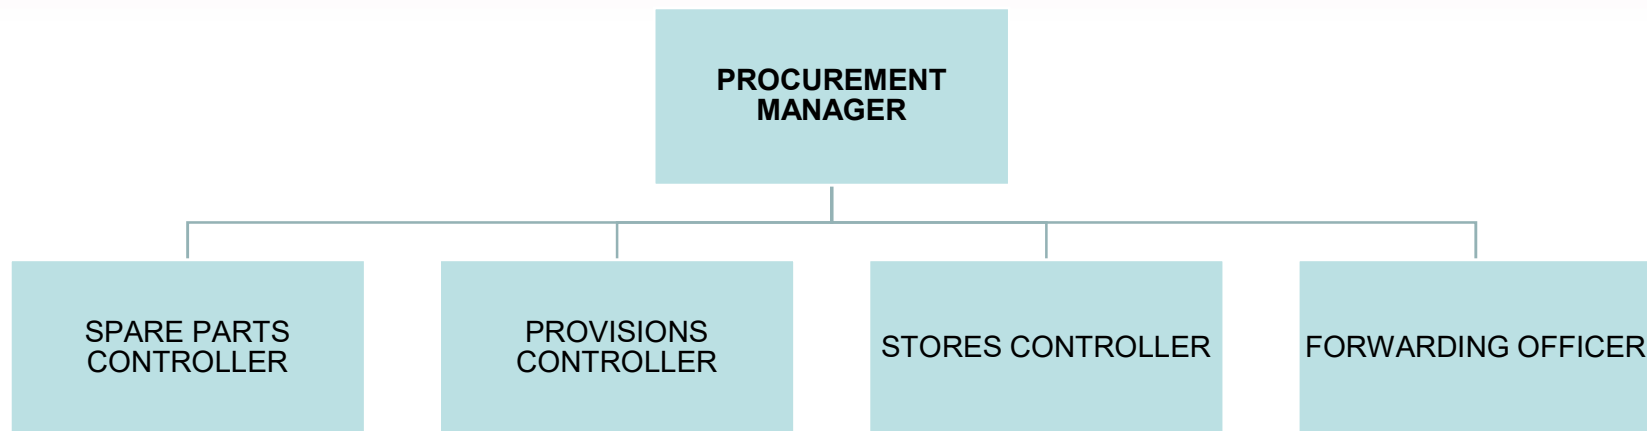 PROCUREMENT
MANAGER
SPARE PARTS
CONTROLLER
PROVISIONS
CONTROLLER
STORES CONTROLLER
FORWARDING OFFICER